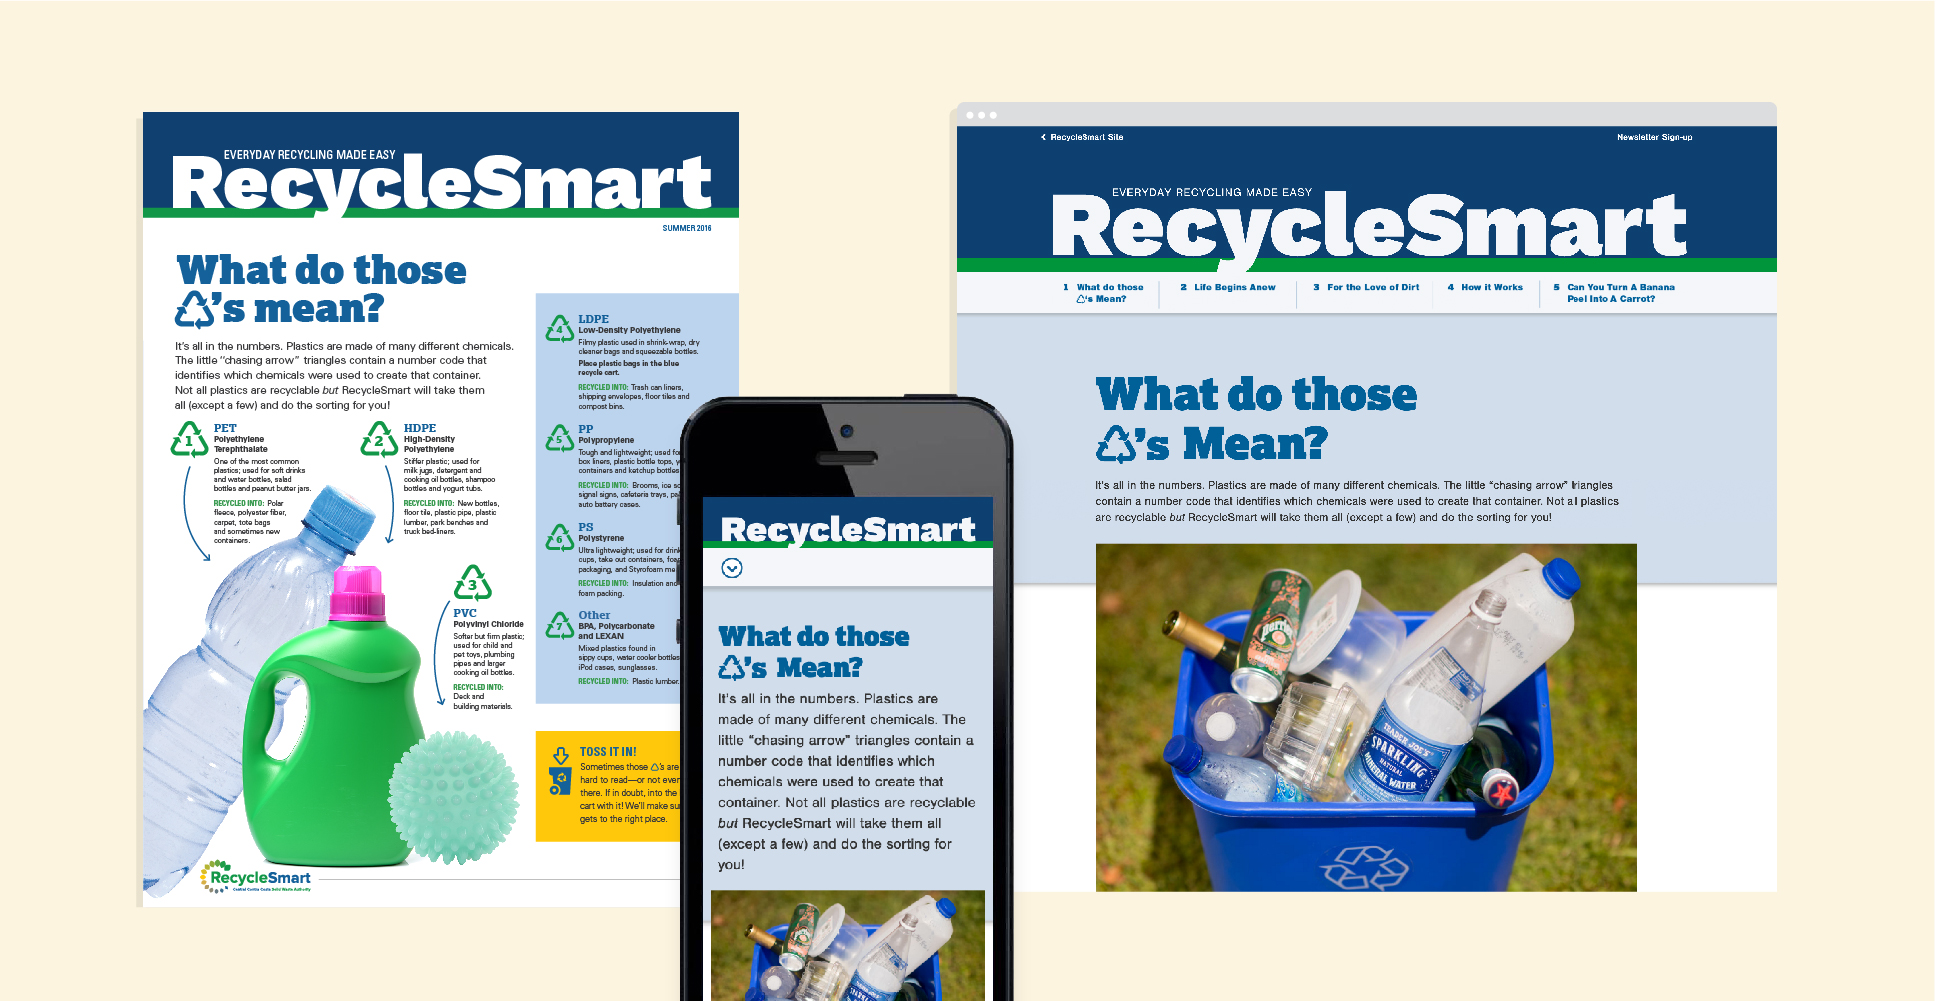 EVERYDAY RECYCLING MADE EASY
RecycleSmart
SUMMER 2016
What do those
's mean?
It's all in the numbers. Plastics are made of many different chemicals.
The little “chasing arrow” triangles contain a number code that
identifies which chemicals were used to create that container.
Not all plastics are recyclable but RecycleSmart will take them
all (except a few) and do the sorting for you!
1
PET
Polyethylene
Terephthalate
One of the most common
plastics; used for soft drinks
and water bottles, salad
bottles and peanut butter jars.
RECYCLED INTO: Polar
fleece, polyester fiber,
carpet, tote bags
and sometimes new
containers.
2
HDPE
High-Density
Polyethylene
Stiffer plastic; used for
milk jugs, detergent and
cooking oil bottles, shampoo
bottles and yogurt tubs.
RECYCLED INTO: New bottles,
floor tile, plastic pipe, plastic
lumber, park benches and
truck bed-liners.
3
PVC
Polyvinyl Chloride
Softer but firm plastic;
used for child and
pet toys, plumbing
pipes and larger
cooking oil bottles.
RECYCLED INTO:
Deck and
building materials.
4
LDPE
Low-Density Polyethylene
Filmy plastic used in shrink-wrap, dry
cleaner bags and squeezable bottles.
Place plastic bags in the blue
recycle cart.
RECYCLED INTO: Trash can liners,
shipping envelopes, floor tiles and
compost bins.
5
PP
Polypropylene
Tough and lightweight; used fo
box liners, plastic bottle tops, y
containers and ketchup bottles
RECYCLED INTO: Brooms, ice sc
signal signs, cafeteria trays, pa
auto battery cases.
6
PS
Polystyrene
Ultra lightweight; used for drink
cups, take out containers, foa
packaging, and Styrofoam me
RECYCLED INTO: Insulation and
foam packing.
7
Other
BPA, Polycarbonate
and LEXAN
Mixed plastics found in
sippy cups, water cooler bottles
iPod cases, sunglasses.
RECYCLED INTO: Plastic lumber.
TOSS IT IN!
Sometimes those 's are
hard to read—or not ever
there. If in doubt, into the
cart with it! We'll make su
gets to the right place.
RecycleSmart
Central Contra Costa Solid Waste Authority
RecycleSmart
What do those
's Mean?
It's all in the numbers. Plastics are
made of many different chemicals. The
little “chasing arrow” triangles contain a
number code that identifies which
chemicals were used to create that
container. Not all plastics are recyclable
but RecycleSmart will take them all
(except a few) and do the sorting for
you!
SPARKLING
RecycleSmart Site
Newsletter Sign-up
EVERYDAY RECYCLING MADE EASY
RecycleSmart
1 What do those
's Mean?
2 Life Begins Anew
3 For the Love of Dirt
4 How it Works
5 Can You Turn A Banana
Peel Into A Carrot?
What do those
's Mean?
It's all in the numbers. Plastics are made of many different chemicals. The little “chasing arrow” triangles
contain a number code that identifies which chemicals were used to create that container. Not all plastics
are recyclable but RecycleSmart will take them all (except a few) and do the sorting for you!
Perrier
TRADER JOE'S
SPARKLING
NATURAL
MINERAL WATER